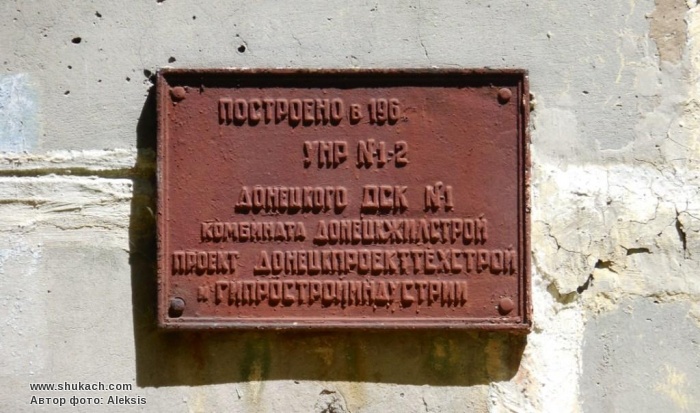 ПОСТРОЕНО в 196
УНР №1-2
ДОНЕЦКОГО ДСК №1
КОМБИНАТА ДОНЕЦКЖИЛСТРОЙ
ПРОЕКТ ДОНЕЦКПРОЕКТТЕХСТРОЙ
и ГИПРОСТРОЙИНДУСТРИИ
www.shukach.com
Автор фото: Aleksis